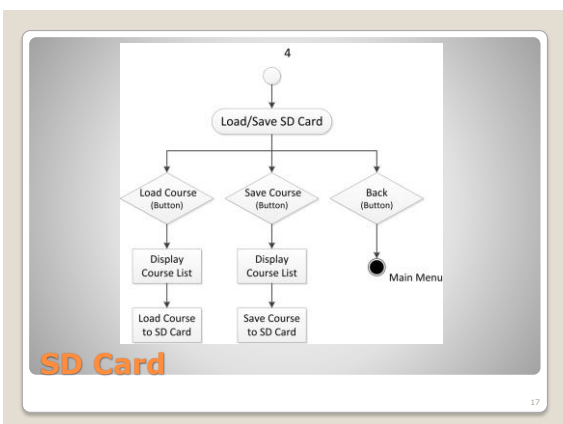 4
Load/Save SD Card
Load Course
(Button)
Save Course
(Button)
Back
(Button)
Display
Course List
Display
Course List
Main Menu
Load Course
to SD Card
Save Course
to SD Card
SD Card
17